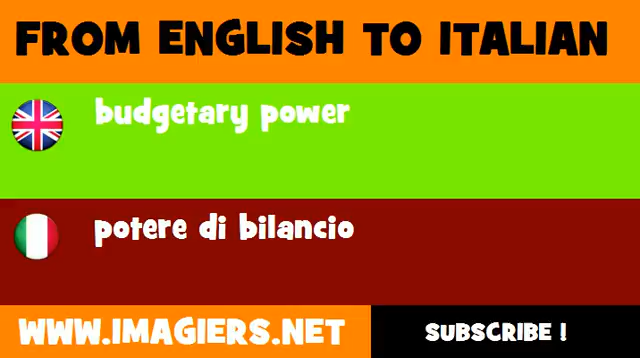 FROM ENGLISH TO ITALIAN
budgetary power
potere di bilancio
WWW.IMAGIERS.NET
SUBSCRIBE !